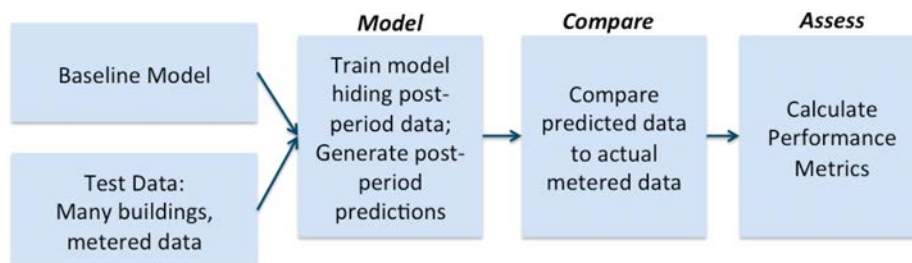 Model
Compare
Assess
Baseline Model
Test Data:
Many buildings,
metered data
Train model
hiding post-
period data;
Generate post-
period
predictions
Compare
predicted data
to actual
metered data
Calculate
Performance
Metrics